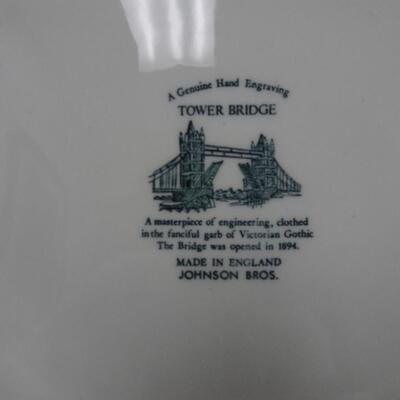 A Genuine Hand Engraving
TOWER BRIDGE
A masterpiece of engineering, clothed
in the fanciful garb of Victorian Gothic
The Bridge was opened in 1894.
MADE IN ENGLAND
JOHNSON BROS.